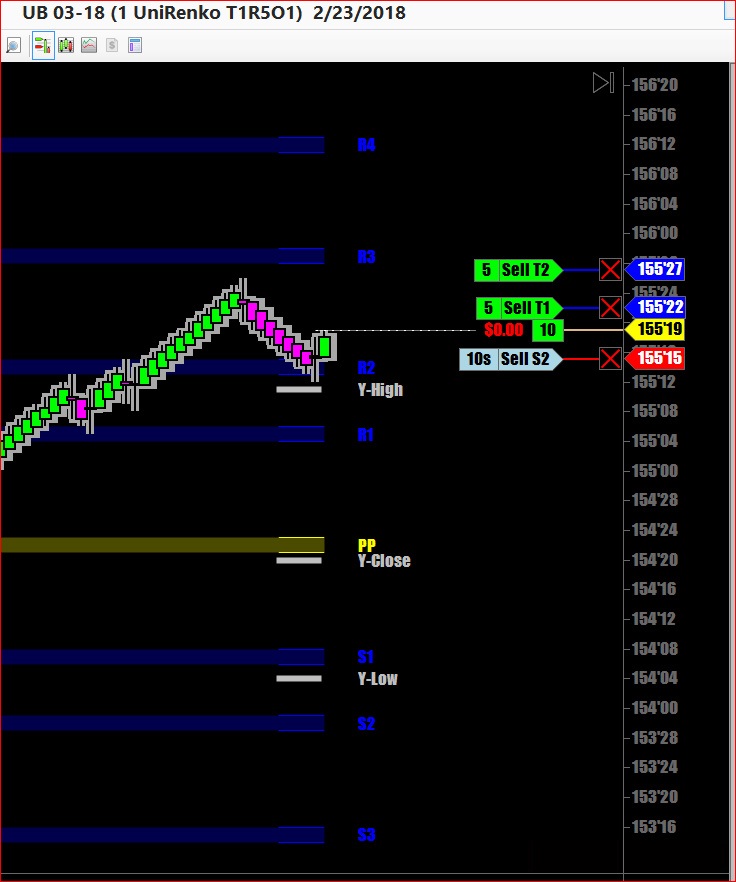 UB 03-18 (1 UniRenko T1R5O1) 2/23/2018
156'20
156'16
R4
156'12
156'08
156'04
156'00
R3
5 Sell T2
155'27
155'24
5 Sell T1
155'22
$0.00 10
155'19
10s Sell S2
155'15
R2
Y-High
155'12
155'08
R1
155'04
155'00
154'28
154'24
PP
Y-Close
154'20
154'16
154'12
S1
154'08
Y-Low
154'04
154'00
S2
153'28
153'24
153'20
S3
153'16